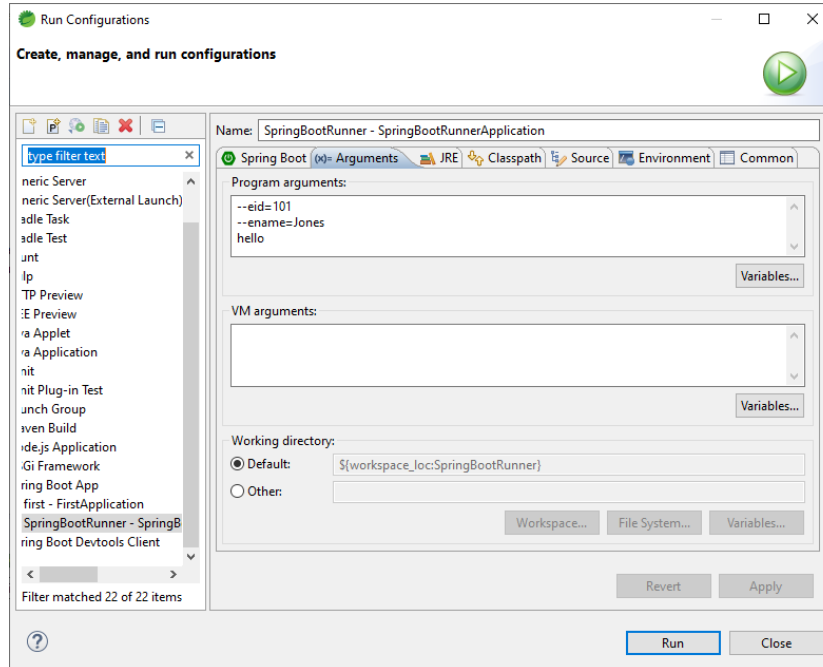 Run Configurations
Create, manage, and run configurations
type filter text
neric Server
neric Server(External Launch)
adle Task
adle Test
unt
lp
TP Preview
EE Preview
va Applet
va Application
nit
nit Plug-in Test
unch Group
aven Build
de.js Application
Gi Framework
ring Boot App
first - FirstApplication
SpringBootRunner - SpringB
ring Boot Devtools Client
Filter matched 22 of 22 items
Name: SpringBootRunner - SpringBootRunnerApplication
Spring Boot (x)= Arguments JRE Classpath Source Environment Common
Program arguments:
--eid=101
--ename=Jones
hello
Variables...
VM arguments:
Variables...
Working directory:
Default: ${workspace_loc:SpringBootRunner}
Other:
Workspace... File System... Variables...
Revert Apply
Run Close